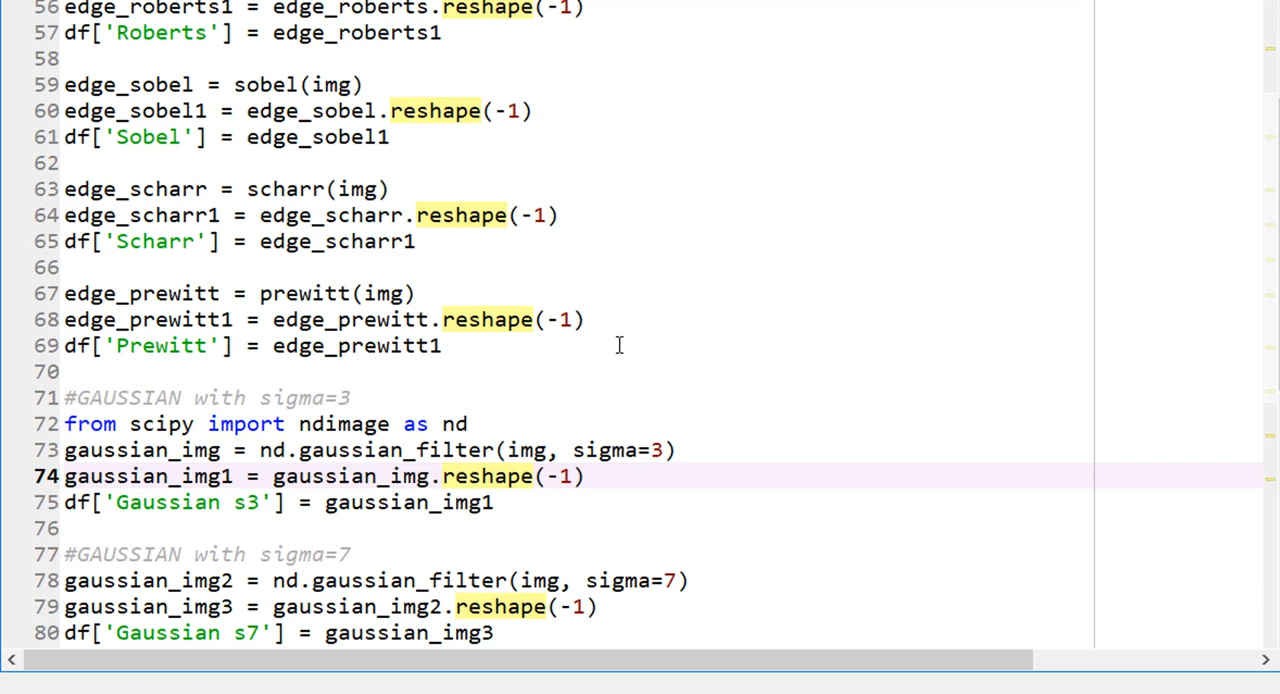 56 edge_roberts1 = edge_roberts.reshape(-1)
57 df['Roberts'] = edge_roberts1
58
59 edge_sobel = sobel(img)
60 edge_sobel1 = edge_sobel.reshape(-1)
61 df['Sobel'] = edge_sobel1
62
63 edge_scharr = scharr(img)
64 edge_scharr1 = edge_scharr.reshape(-1)
65 df['Scharr'] = edge_scharr1
66
67 edge_prewitt = prewitt(img)
68 edge_prewitt1 = edge_prewitt.reshape(-1)
69 df['Prewitt'] = edge_prewitt1
70
71 #GAUSSIAN with sigma=3
72 from scipy import ndimage as nd
73 gaussian_img = nd.gaussian_filter(img, sigma=3)
74 gaussian_img1 = gaussian_img.reshape(-1)
75 df['Gaussian s3'] = gaussian_img1
76
77 #GAUSSIAN with sigma=7
78 gaussian_img2 = nd.gaussian_filter(img, sigma=7)
79 gaussian_img3 = gaussian_img2.reshape(-1)
80 df['Gaussian s7'] = gaussian_img3